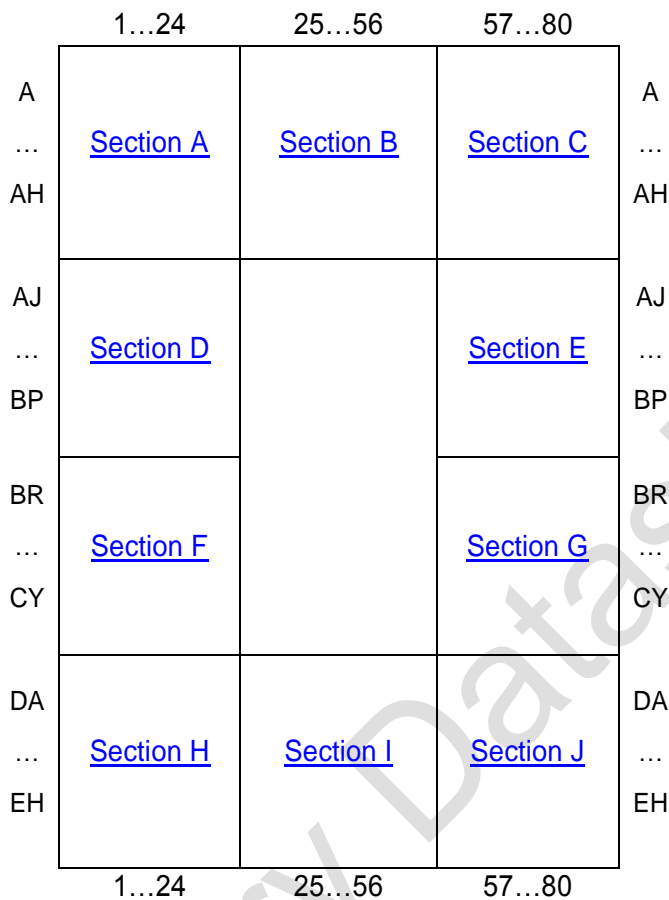 1…24 25…56 57…80
A A
… Section A Section B Section C …
AH AH
AJ AJ
… Section D Section E …
BP BP
BR BR
… Section F Section G …
CY CY
DA DA
… Section H Section I Section J …
EH EH
1…24 25…56 57…80